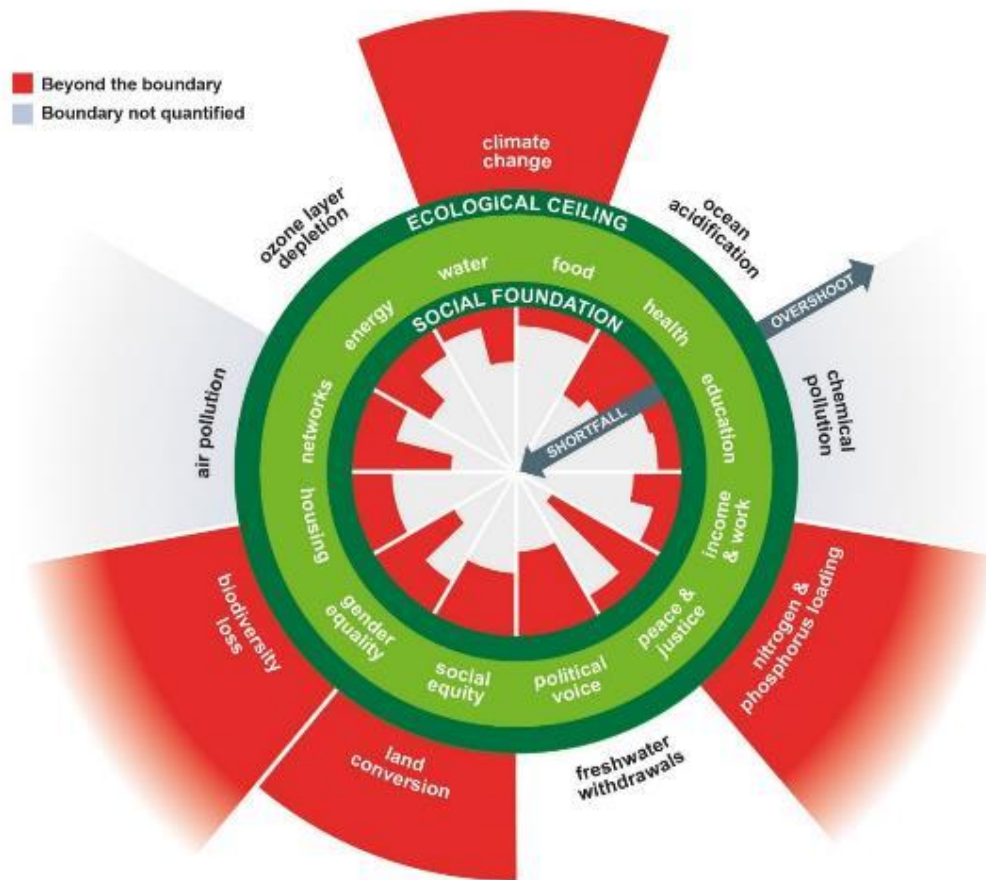 Beyond the boundary
Boundary not quantified
climate
change
ozone layer
depletion
ocean
acidification
ECOLOGICAL CEILING
OVERSHOOT
water
food
energy
health
SOCIAL FOUNDATION
SHORTFALL
air pollution
networks
education
chemical
pollution
housing
income
& work
biodiversity
loss
gender
equality
peace &
justice
nitrogen &
phosphorus loading
social
equity
political
voice
land
conversion
freshwater
withdrawals